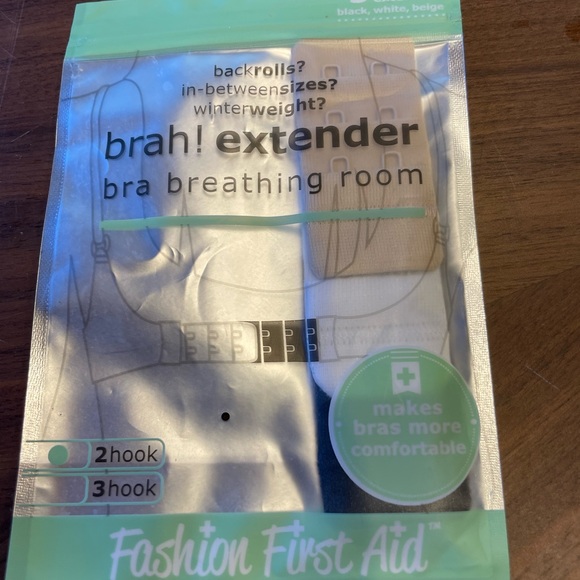 black, white, beige
backrolls?
in-betweensizes?
winterweight?
brah! extender
bra breathing room
makes
bras more
comfortable
2hook
3hook
Fashion First Aid™